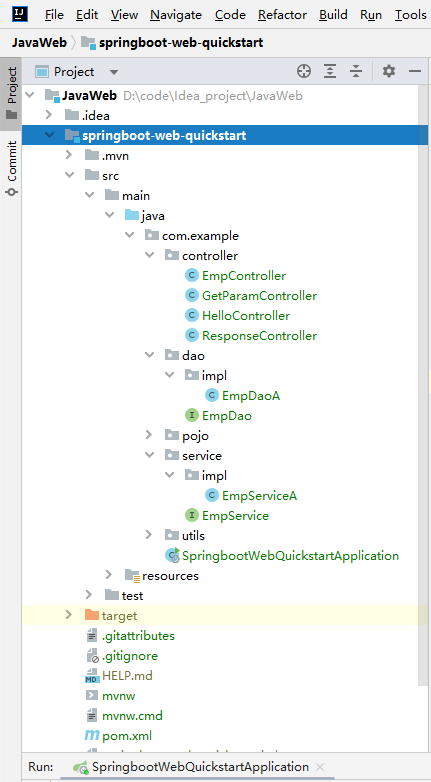 IJ File Edit View Navigate Code Refactor Build Run Tools
JavaWeb springboot-web-quickstart
Project
Commit
Project
JavaWeb D:\code\Idea_project\JavaWeb
.idea
springboot-web-quickstart
.mvn
src
main
java
com.example
controller
C EmpController
C GetParamController
C HelloController
C ResponseController
dao
impl
C EmpDaoA
I EmpDao
pojo
service
impl
C EmpServiceA
I EmpService
utils
C SpringbootWebQuickstartApplication
resources
test
target
.gitattributes
.gitignore
MD HELP.md
mvnw
mvnw.cmd
m pom.xml
Run: SpringbootWebQuickstartApplication